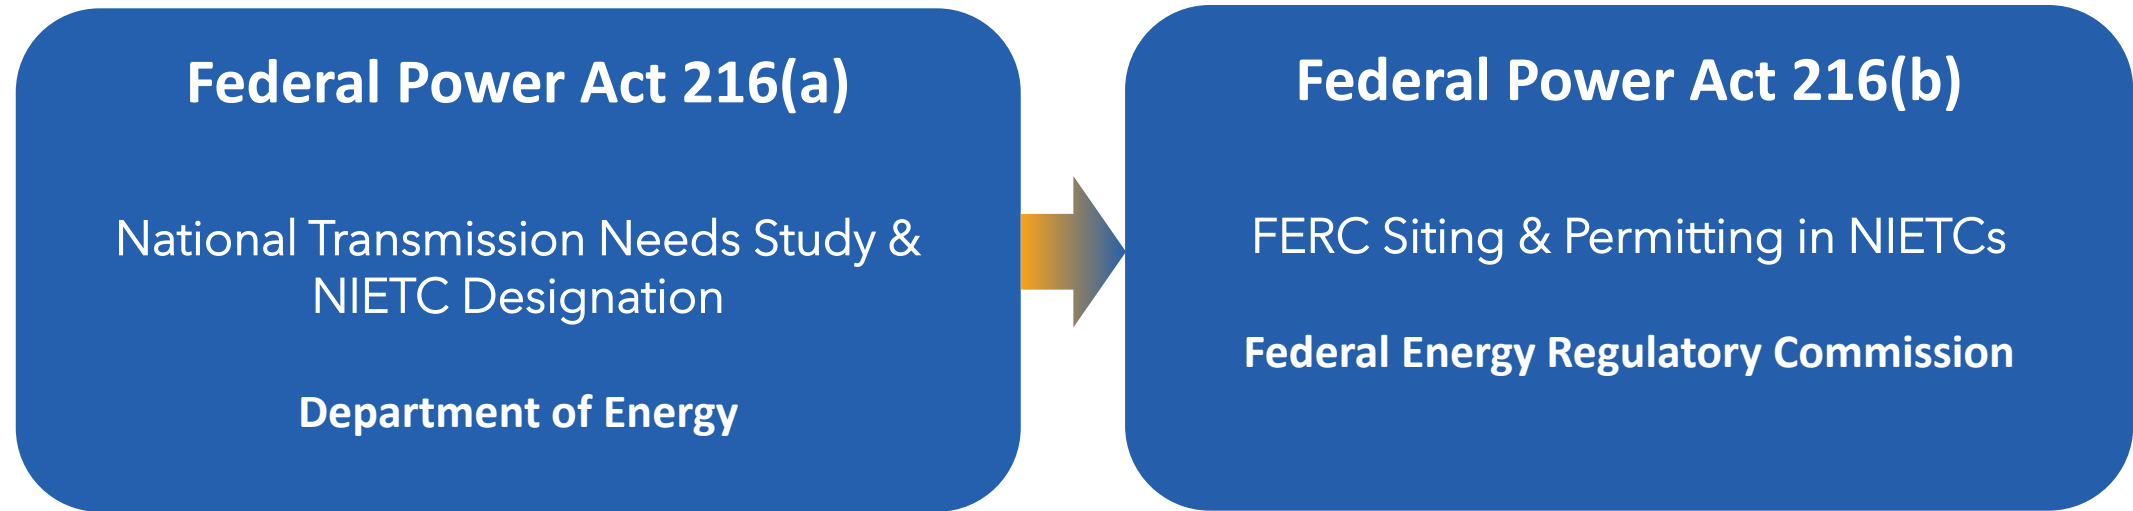 Federal Power Act 216(a)
National Transmission Needs Study &
NIETC Designation
Department of Energy
Federal Power Act 216(b)
FERC Siting & Permitting in NIETCs
Federal Energy Regulatory Commission